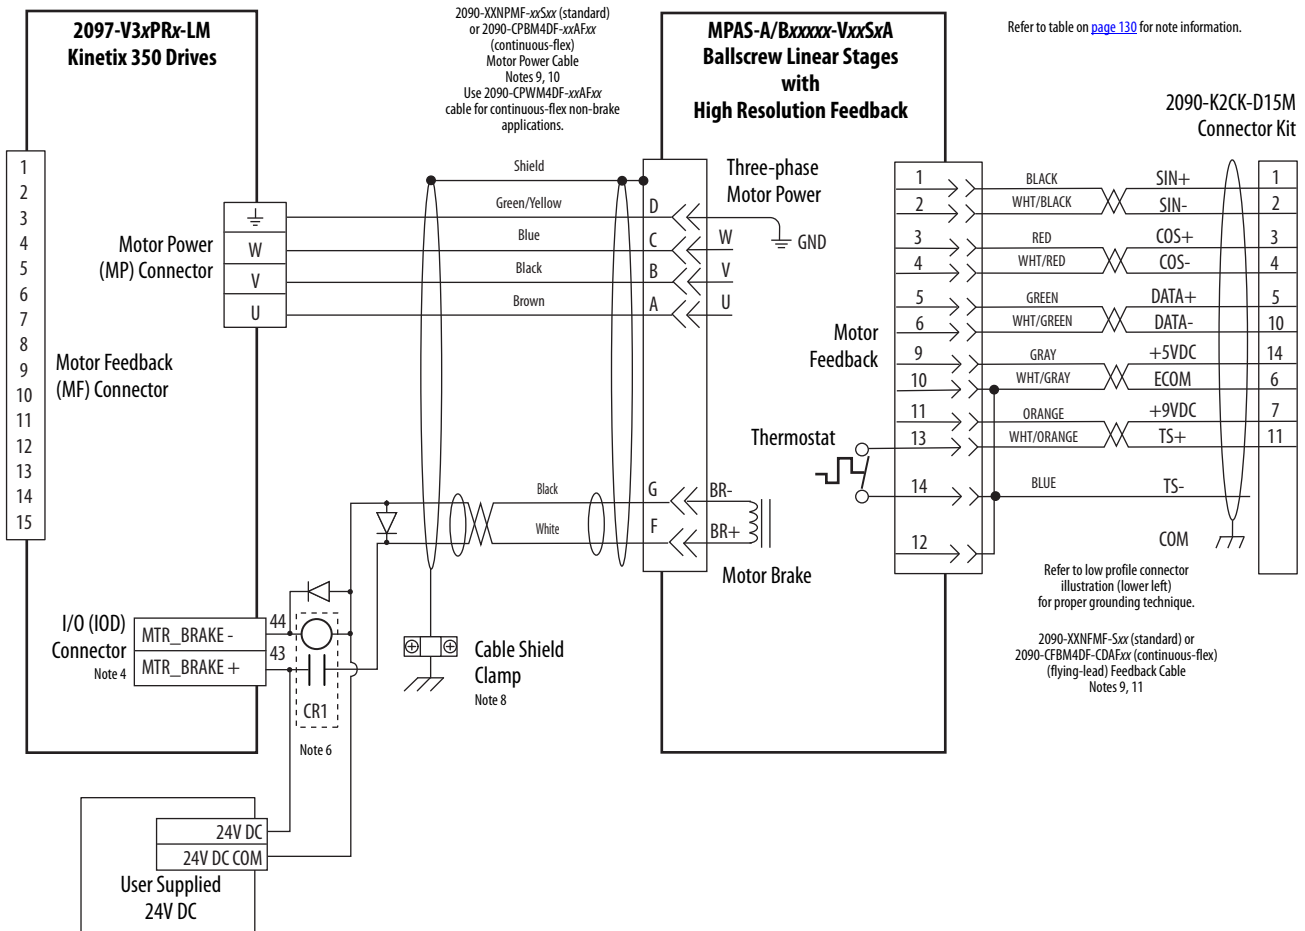 2097-V3xPRx-LM
Kinetix 350 Drives
2090-XXNPMF-xxSxx (standard)
or 2090-CPBM4DF-xxAFxx
(continuous-flex)
Motor Power Cable
Notes 9, 10
Use 2090-CPWM4DF-xxAFxx
cable for continuous-flex non-brake
applications.
MPAS-A/Bxxxxx-VxxSxA
Ballscrew Linear Stages
with
High Resolution Feedback
Refer to table on page 130 for note information.
2090-K2CK-D15M
Connector Kit
1
2
3
4
5
6
7
8
9
10
11
12
13
14
15
Motor Feedback
(MF) Connector
Motor Power
(MP) Connector
W
V
U
Shield
Green/Yellow
Blue
Black
Brown
D
C
B
A
Three-phase
Motor Power
GND
W
V
U
Black
White
G
F
BR-
BR+
Motor Brake
Motor
Feedback
Thermostat
1 BLACK SIN+ 1
2 WHT/BLACK SIN- 2
3 RED COS+ 3
4 WHT/RED COS- 4
5 GREEN DATA+ 5
6 WHT/GREEN DATA- 10
9 GRAY +5VDC 14
10 WHT/GRAY ECOM 6
11 ORANGE +9VDC 7
13 WHT/ORANGE TS+ 11
14 BLUE TS-
12 COM
Refer to low profile connector
illustration (lower left)
for proper grounding technique.
2090-XXNFMF-Sxx (standard) or
2090-CFBM4DF-CDAFxx (continuous-flex)
(flying-lead) Feedback Cable
Notes 9, 11
I/O (IOD)
Connector
Note 4
MTR_BRAKE - 44
MTR_BRAKE + 43
CR1
Note 6
Cable Shield
Clamp
Note 8
24V DC
24V DC COM
User Supplied
24V DC